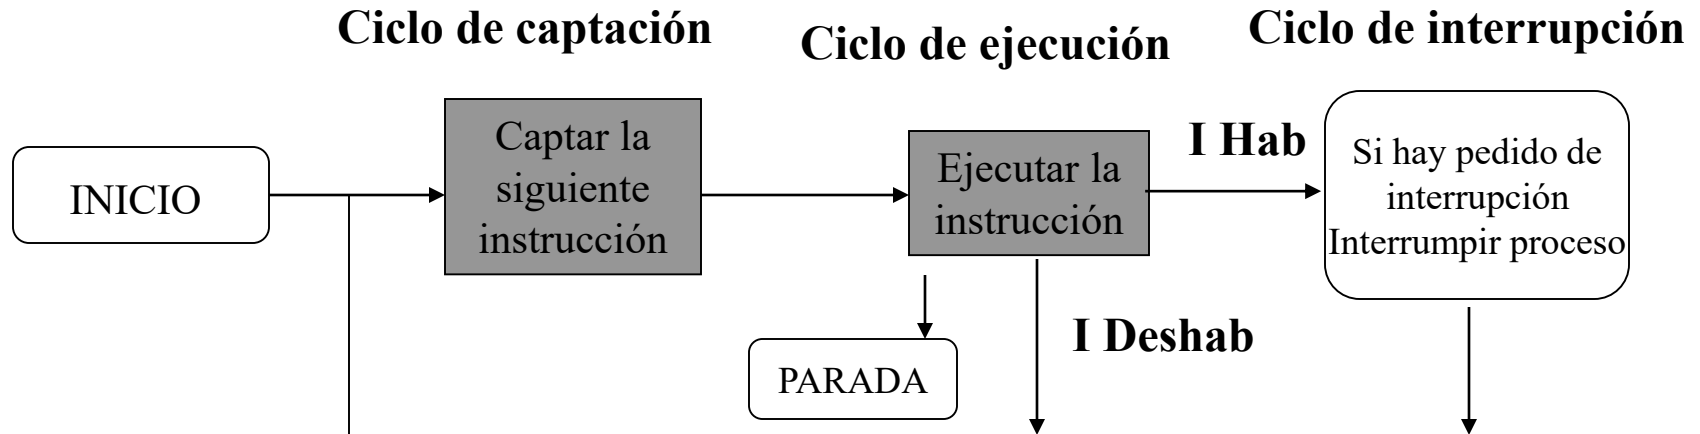 Ciclo de captación
Ciclo de ejecución
Ciclo de interrupción
INICIO
Captar la
siguiente
instrucción
Ejecutar la
instrucción
I Hab
Si hay pedido de
interrupción
Interrumpir proceso
I Deshab
PARADA